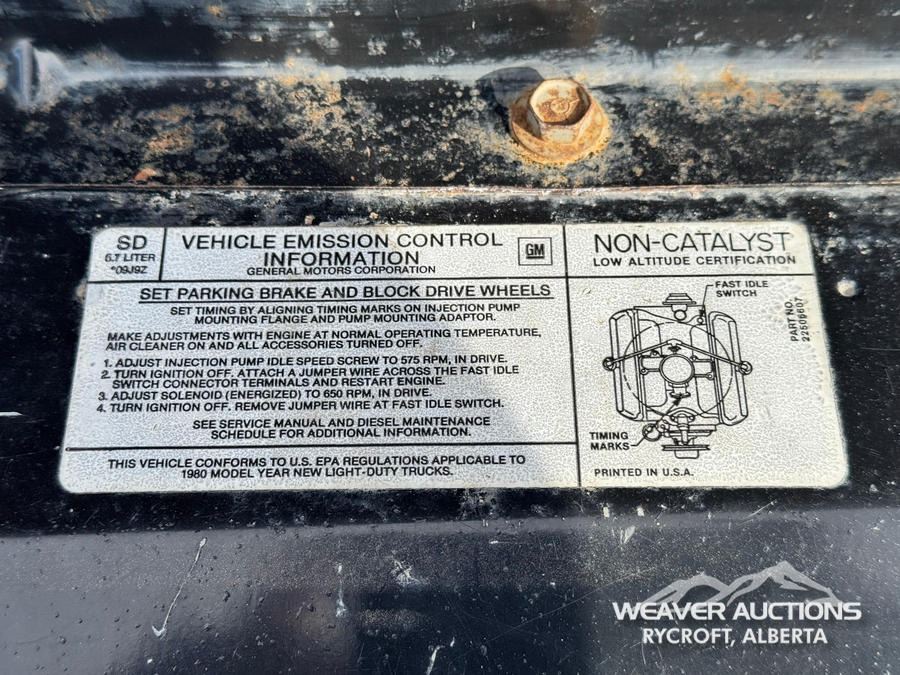 SD
5.7 LITER
*09J9Z
VEHICLE EMISSION CONTROL
INFORMATION
GENERAL MOTORS CORPORATION
GM
NON-CATALYST
LOW ALTITUDE CERTIFICATION
SET PARKING BRAKE AND BLOCK DRIVE WHEELS
SET TIMING BY ALIGNING TIMING MARKS ON INJECTION PUMP
MOUNTING FLANGE AND PUMP MOUNTING ADAPTOR.
MAKE ADJUSTMENTS WITH ENGINE AT NORMAL OPERATING TEMPERATURE,
AIR CLEANER ON AND ALL ACCESSORIES TURNED OFF.
1. ADJUST INJECTION PUMP IDLE SPEED SCREW TO 575 RPM, IN DRIVE.
2. TURN IGNITION OFF. ATTACH A JUMPER WIRE ACROSS THE FAST IDLE
SWITCH CONNECTOR TERMINALS AND RESTART ENGINE.
3. ADJUST SOLENOID (ENERGIZED) TO 650 RPM, IN DRIVE.
4. TURN IGNITION OFF. REMOVE JUMPER WIRE AT FAST IDLE SWITCH.
SEE SERVICE MANUAL AND DIESEL MAINTENANCE
SCHEDULE FOR ADDITIONAL INFORMATION.
THIS VEHICLE CONFORMS TO U.S. EPA REGULATIONS APPLICABLE TO
1980 MODEL YEAR NEW LIGHT-DUTY TRUCKS.
FAST IDLE
SWITCH
PART NO.
22506607
TIMING
MARKS
PRINTED IN U.S.A.
WEAVER AUCTIONS
RYCROFT, ALBERTA